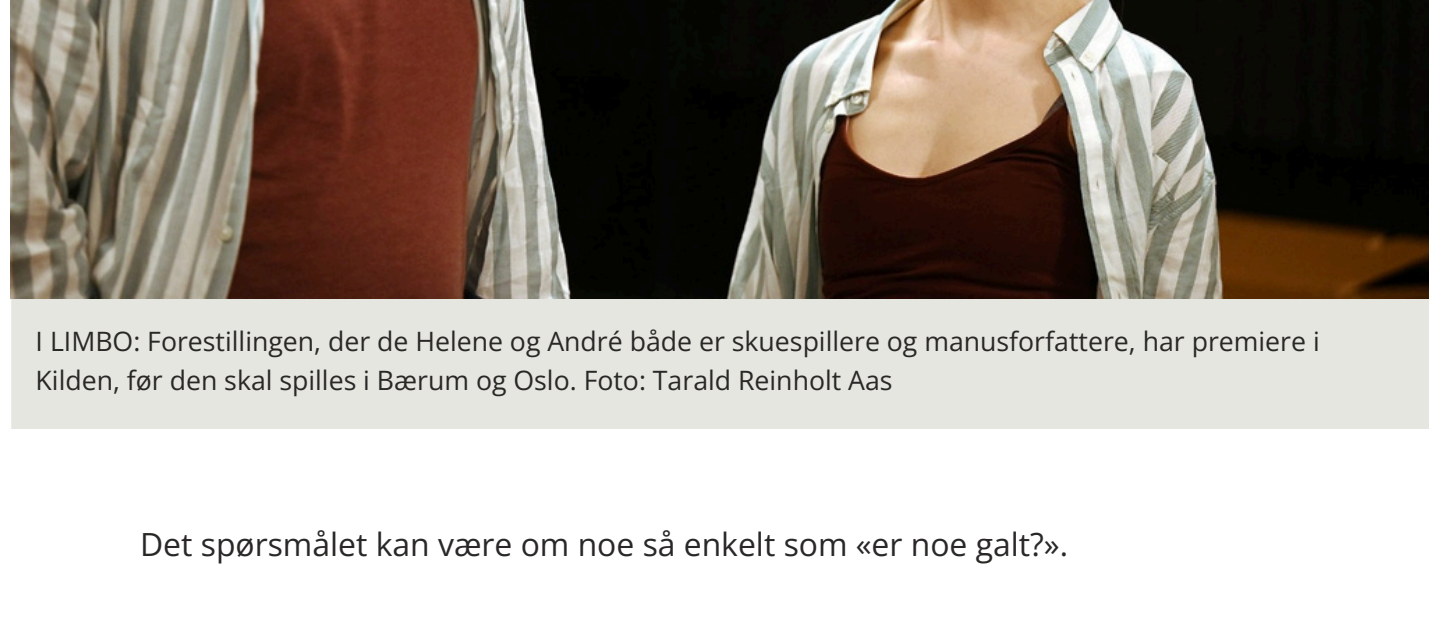 I LIMBO: Forestillingen, der de Helene og André både er skuespillere og manusforfattere, har premiere i
Kilden, før den skal spilles i Bærum og Oslo. Foto: Tarald Reinholt Aas
Det spørsmålet kan være om noe så enkelt som «er noe galt?».